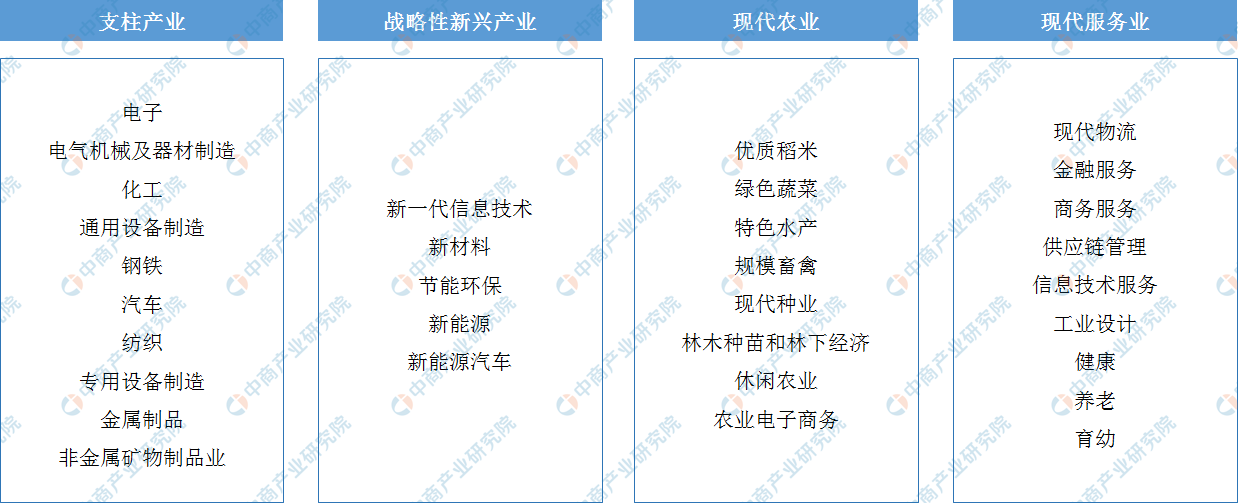 支柱产业
电子
电气机械及器材制造
化工
通用设备制造
钢铁
汽车
纺织
专用设备制造
金属制品
非金属矿物制品业
战略性新兴产业
新一代信息技术
新材料
节能环保
新能源
新能源汽车
现代农业
优质稻米
绿色蔬菜
特色水产
规模畜禽
现代种业
林木种苗和林下经济
休闲农业
农业电子商务
现代服务业
现代物流
金融服务
商务服务
供应链管理
信息技术服务
工业设计
健康
养老
育幼
中商产业研究院